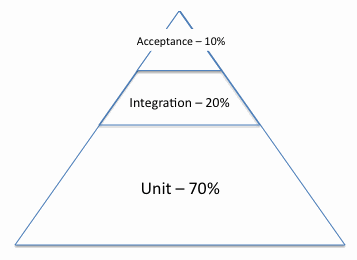 Acceptance – 10%
Integration – 20%
Unit – 70%